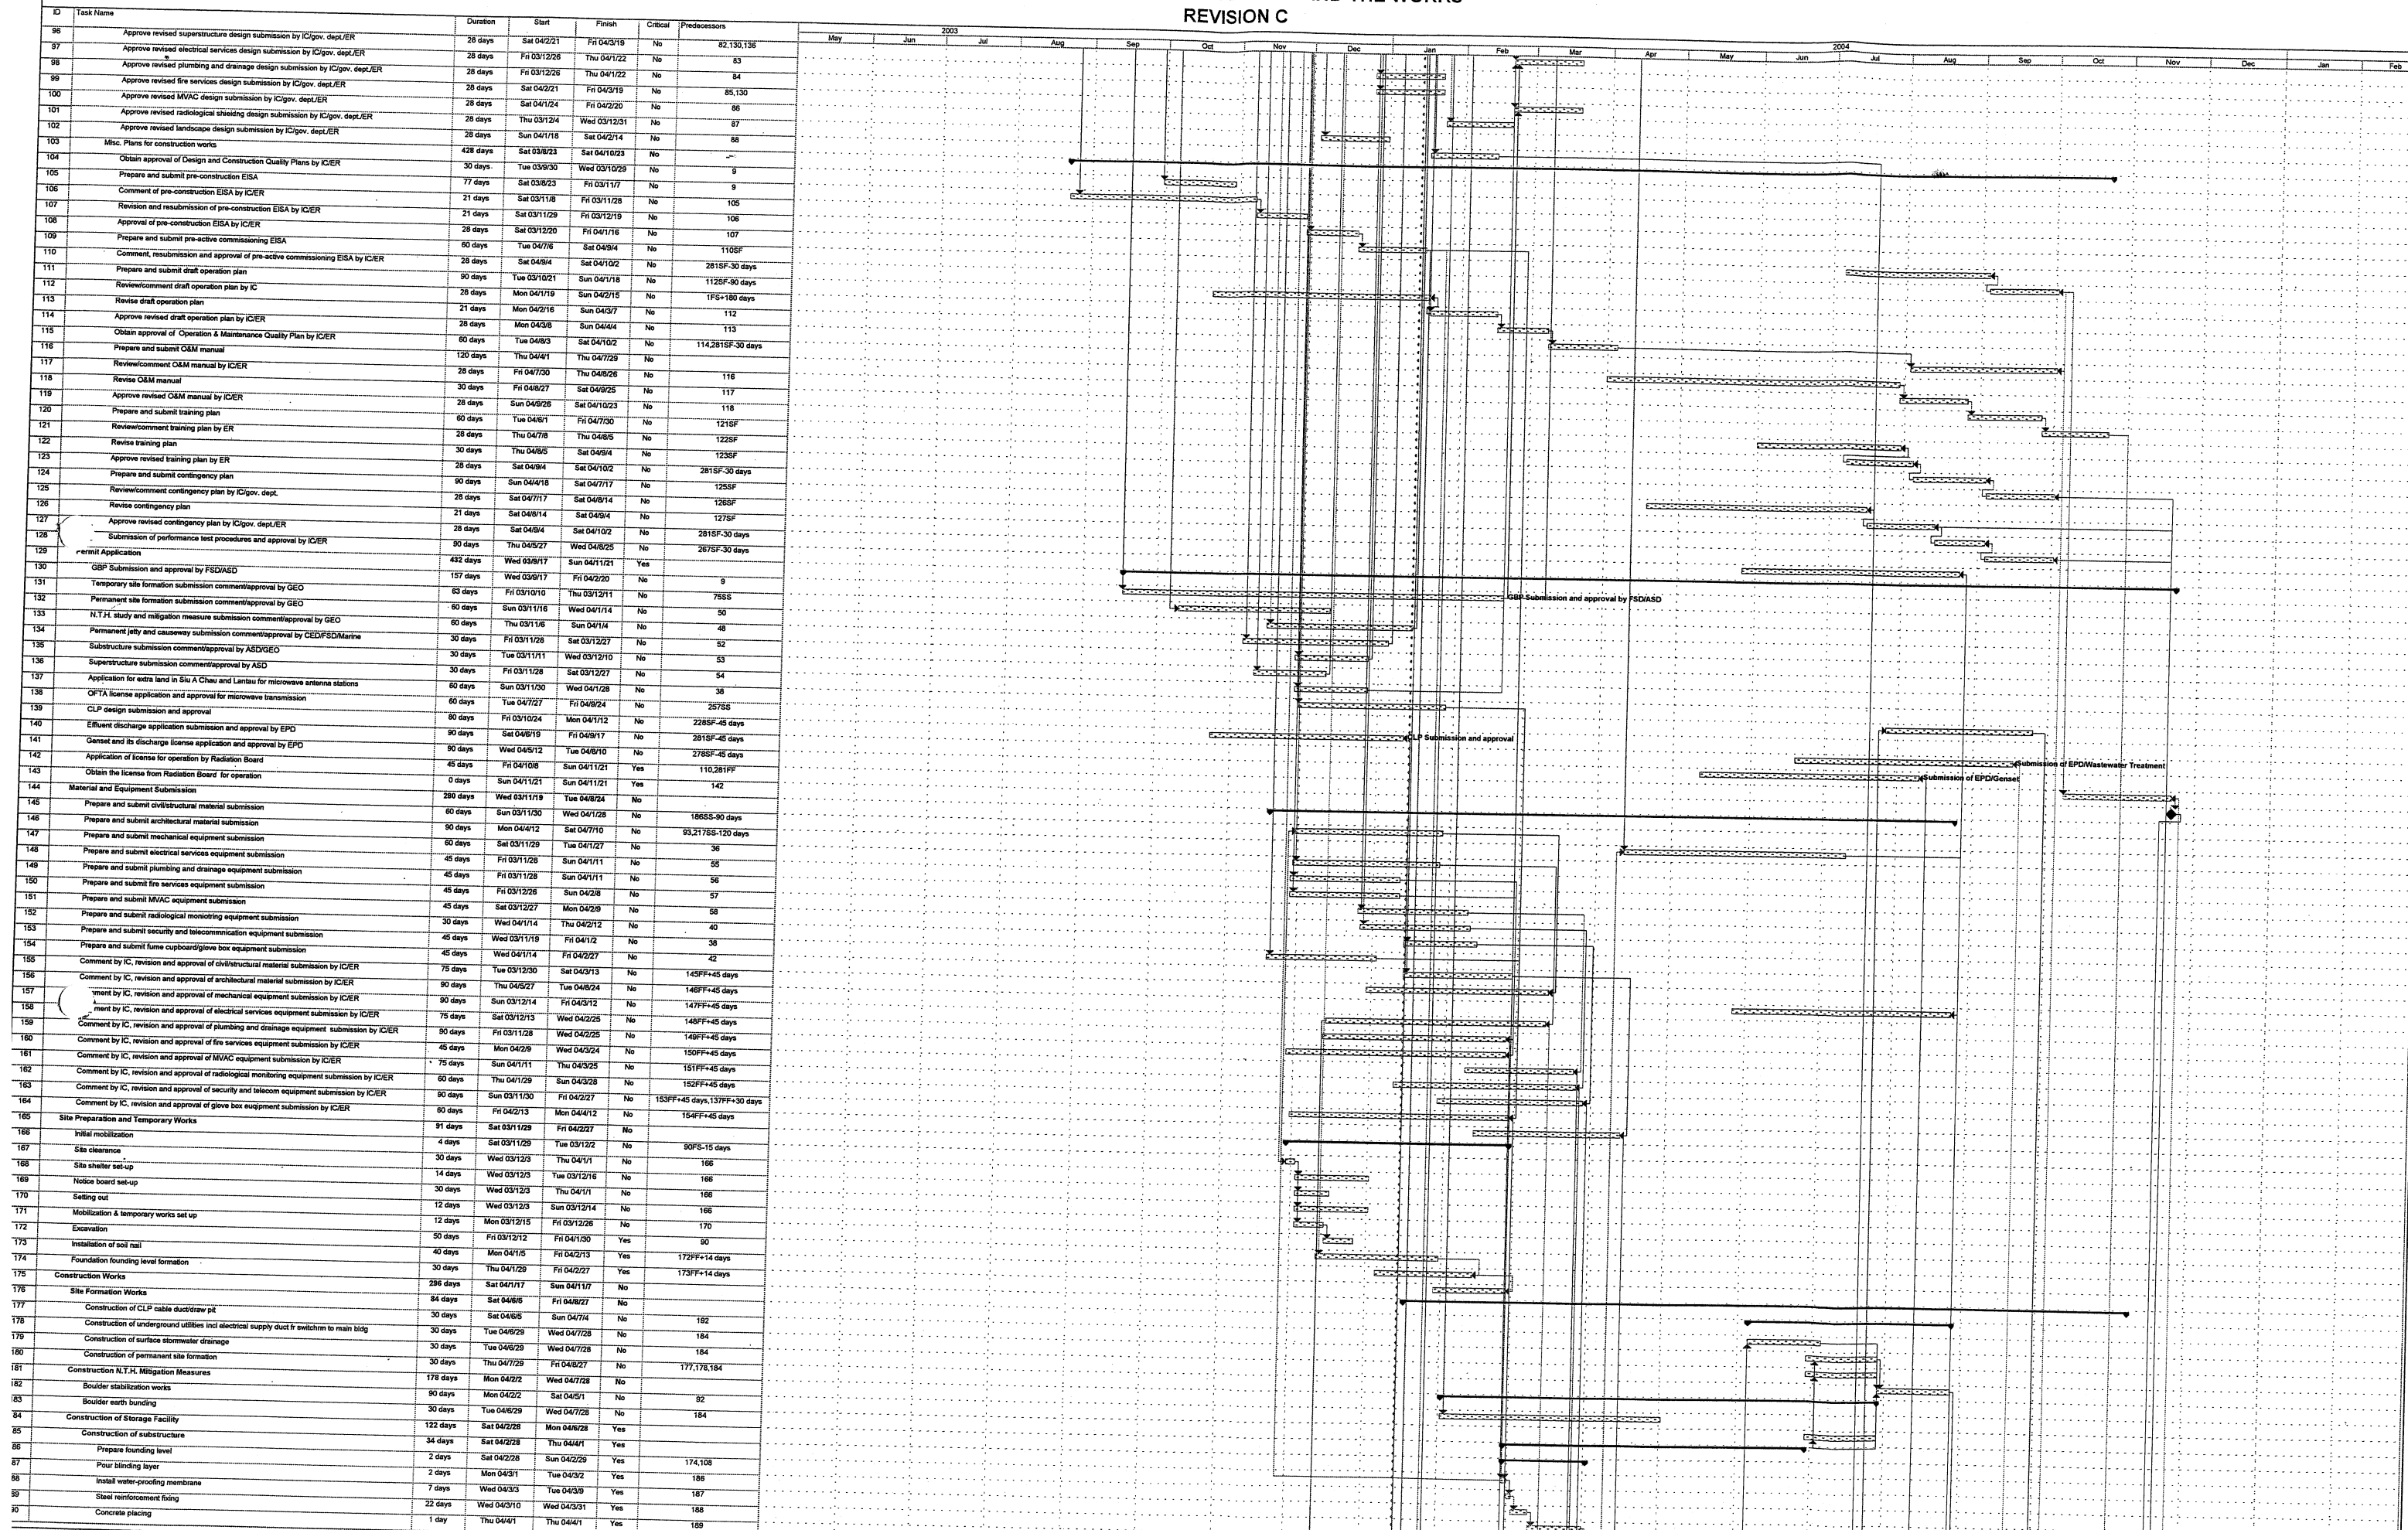 REVISION C
ID Task Name Duration Start Finish Critical Predecessors
2003 2004
May Jun Jul Aug Sep Oct Nov Dec Jan Feb Mar Apr May Jun Jul Aug Sep Oct Nov Dec Jan Feb
96 Approve revised superstructure design submission by IC/gov. dept./ER 28 days Sat 04/2/21 Fri 04/3/19 No 82,130,136
97 Approve revised electrical services design submission by IC/gov. dept./ER 28 days Fri 03/12/26 Thu 04/1/22 No 83
98 Approve revised plumbing and drainage design submission by IC/gov. dept./ER 28 days Fri 03/12/26 Thu 04/1/22 No 84
99 Approve revised fire services design submission by IC/gov. dept./ER 28 days Sat 04/2/21 Fri 04/3/19 No 85,130
100 Approve revised MVAC design submission by IC/gov. dept./ER 28 days Sat 04/1/24 Fri 04/2/20 No 86
101 Approve revised radiological shieldng design submission by IC/gov. dept./ER 28 days Thu 03/12/4 Wed 03/12/31 No 87
102 Approve revised landscape design submission by IC/gov. dept./ER 28 days Sun 04/1/18 Sat 04/2/14 No 88
103 Misc. Plans for construction works 428 days Sat 03/8/23 Sat 04/10/23 No
104 Obtain approval of Design and Construction Quality Plans by IC/ER 30 days Tue 03/9/30 Wed 03/10/29 No 9
105 Prepare and submit pre-construction EISA 77 days Sat 03/8/23 Fri 03/11/7 No 9
106 Comment of pre-construction EISA by IC/ER 21 days Sat 03/11/8 Fri 03/11/28 No 105
107 Revision and resubmission of pre-construction EISA by IC/ER 21 days Sat 03/11/29 Fri 03/12/19 No 106
108 Approval of pre-construction EISA by IC/ER 28 days Sat 03/12/20 Fri 04/1/16 No 107
109 Prepare and submit pre-active commissioning EISA 60 days Tue 04/7/6 Sat 04/9/4 No 110SF
110 Comment, resubmission and approval of pre-active commissioning EISA by IC/ER 28 days Sat 04/9/4 Sat 04/10/2 No 281SF-30 days
111 Prepare and submit draft operation plan 90 days Tue 03/10/21 Sun 04/1/18 No 112SF-90 days
112 Review/comment draft operation plan by IC 28 days Mon 04/1/19 Sun 04/2/15 No 1FS+180 days
113 Revise draft operation plan 21 days Mon 04/2/16 Sun 04/3/7 No 112
114 Approve revised draft operation plan by IC/ER 28 days Mon 04/3/8 Sun 04/4/4 No 113
115 Obtain approval of Operation & Maintenance Quality Plan by IC/ER 60 days Tue 04/8/3 Sat 04/10/2 No 114,281SF-30 days
116 Prepare and submit O&M manual 120 days Thu 04/4/1 Thu 04/7/29 No
117 Review/comment O&M manual by IC/ER 28 days Fri 04/7/30 Thu 04/8/26 No 116
118 Revise O&M manual 30 days Fri 04/8/27 Sat 04/9/25 No 117
119 Approve revised O&M manual by IC/ER 28 days Sun 04/9/26 Sat 04/10/23 No 118
120 Prepare and submit training plan 60 days Tue 04/6/1 Fri 04/7/30 No 121SF
121 Review/comment training plan by ER 28 days Thu 04/7/8 Thu 04/8/5 No 122SF
122 Revise training plan 30 days Thu 04/8/5 Sat 04/9/4 No 123SF
123 Approve revised training plan by ER 28 days Sat 04/9/4 Sat 04/10/2 No 281SF-30 days
124 Prepare and submit contingency plan 90 days Sun 04/4/18 Sat 04/7/17 No 125SF
125 Review/comment contingency plan by IC/gov. dept. 28 days Sat 04/7/17 Sat 04/8/14 No 126SF
126 Revise contingency plan 21 days Sat 04/8/14 Sat 04/9/4 No 127SF
127 Approve revised contingency plan by IC/gov. dept./ER 28 days Sat 04/9/4 Sat 04/10/2 No 281SF-30 days
128 Submission of performance test procedures and approval by IC/ER 90 days Thu 04/5/27 Wed 04/8/25 No 267SF-30 days
129 ermit Application 432 days Wed 03/9/17 Sun 04/11/21 Yes
130 GBP Submission and approval by FSD/ASD 157 days Wed 03/9/17 Fri 04/2/20 No 9 GBP Submission and approval by FSD/ASD
131 Temporary site formation submission comment/approval by GEO 63 days Fri 03/10/10 Thu 03/12/11 No 75SS
132 Permanent site formation submission comment/approval by GEO 60 days Sun 03/11/16 Wed 04/1/14 No 50
133 N.T.H. study and mitigation measure submission comment/approval by GEO 60 days Thu 03/11/6 Sun 04/1/4 No 48
134 Permanent jetty and causeway submission comment/approval by CED/FSD/Marine 30 days Fri 03/11/28 Sat 03/12/27 No 52
135 Substructure submission comment/approval by ASD/GEO 30 days Tue 03/11/11 Wed 03/12/10 No 53
136 Superstructure submission comment/approval by ASD 30 days Fri 03/11/28 Sat 03/12/27 No 54
137 Application for extra land in Siu A Chau and Lantau for microwave antenna stations 60 days Sun 03/11/30 Wed 04/1/28 No 38
138 OFTA license application and approval for microwave transmission 60 days Tue 04/7/27 Fri 04/9/24 No 257SS
139 CLP design submission and approval 80 days Fri 03/10/24 Mon 04/1/12 No 228SF-45 days LP Submission and approval
140 Effluent discharge application submission and approval by EPD 90 days Sat 04/6/19 Fri 04/9/17 No 281SF-45 days Submission of EPD/Wastewater Treatment
141 Genset and its discharge license application and approval by EPD 90 days Wed 04/5/12 Tue 04/8/10 No 278SF-45 days Submission of EPD/Genset
142 Application of license for operation by Radiation Board 45 days Fri 04/10/8 Sun 04/11/21 Yes 110,281FF
143 Obtain the license from Radiation Board for operation 0 days Sun 04/11/21 Sun 04/11/21 Yes 142
144 Material and Equipment Submission 280 days Wed 03/11/19 Tue 04/8/24 No
145 Prepare and submit civil/structural material submission 60 days Sun 03/11/30 Wed 04/1/28 No 186SS-90 days
146 Prepare and submit architectural material submission 90 days Mon 04/4/12 Sat 04/7/10 No 93,217SS-120 days
147 Prepare and submit mechanical equipment submission 60 days Sat 03/11/29 Tue 04/1/27 No 36
148 Prepare and submit electrical services equipment submission 45 days Fri 03/11/28 Sun 04/1/11 No 55
149 Prepare and submit plumbing and drainage equipment submission 45 days Fri 03/11/28 Sun 04/1/11 No 56
150 Prepare and submit fire services equipment submission 45 days Fri 03/12/26 Sun 04/2/8 No 57
151 Prepare and submit MVAC equipment submission 45 days Sat 03/12/27 Mon 04/2/9 No 58
152 Prepare and submit radiological moniotring equipment submission 30 days Wed 04/1/14 Thu 04/2/12 No 40
153 Prepare and submit security and telecommnication equipment submission 45 days Wed 03/11/19 Fri 04/1/2 No 38
154 Prepare and submit fume cupboard/glove box equipment submission 45 days Wed 04/1/14 Fri 04/2/27 No 42
155 Comment by IC, revision and approval of civil/structural material submission by IC/ER 75 days Tue 03/12/30 Sat 04/3/13 No 145FF+45 days
156 Comment by IC, revision and approval of architectural material submission by IC/ER 90 days Thu 04/5/27 Tue 04/8/24 No 146FF+45 days
157 ment by IC, revision and approval of mechanical equipment submission by IC/ER 90 days Sun 03/12/14 Fri 04/3/12 No 147FF+45 days
158 ment by IC, revision and approval of electrical services equipment submission by IC/ER 75 days Sat 03/12/13 Wed 04/2/25 No 148FF+45 days
159 Comment by IC, revision and approval of plumbing and drainage equipment submission by IC/ER 90 days Fri 03/11/28 Wed 04/2/25 No 149FF+45 days
160 Comment by IC, revision and approval of fire services equipment submission by IC/ER 45 days Mon 04/2/9 Wed 04/3/24 No 150FF+45 days
161 Comment by IC, revision and approval of MVAC equipment submission by IC/ER 75 days Sun 04/1/11 Thu 04/3/25 No 151FF+45 days
162 Comment by IC, revision and approval of radiological monitoring equipment submission by IC/ER 60 days Thu 04/1/29 Sun 04/3/28 No 152FF+45 days
163 Comment by IC, revision and approval of security and telecom equipment submission by IC/ER 90 days Sun 03/11/30 Fri 04/2/27 No 153FF+45 days,137FF+30 days
164 Comment by IC, revision and approval of glove box euqipment submission by IC/ER 60 days Fri 04/2/13 Mon 04/4/12 No 154FF+45 days
165 Site Preparation and Temporary Works 91 days Sat 03/11/29 Fri 04/2/27 No
166 Initial mobilization 4 days Sat 03/11/29 Tue 03/12/2 No 90FS-15 days
167 Site clearance 30 days Wed 03/12/3 Thu 04/1/1 No 166
168 Site shelter set-up 14 days Wed 03/12/3 Tue 03/12/16 No 166
169 Notice board set-up 30 days Wed 03/12/3 Thu 04/1/1 No 166
170 Setting out 12 days Wed 03/12/3 Sun 03/12/14 No 166
171 Mobilization & temporary works set up 12 days Mon 03/12/15 Fri 03/12/26 No 170
172 Excavation 50 days Fri 03/12/12 Fri 04/1/30 Yes 90
173 Installation of soil nail 40 days Mon 04/1/5 Fri 04/2/13 Yes 172FF+14 days
174 Foundation founding level formation 30 days Thu 04/1/29 Fri 04/2/27 Yes 173FF+14 days
175 Construction Works 296 days Sat 04/1/17 Sun 04/11/7 No
176 Site Formation Works 84 days Sat 04/6/5 Fri 04/8/27 No
177 Construction of CLP cable duct/draw pit 30 days Sat 04/6/5 Sun 04/7/4 No 192
178 Construction of underground utilities incl electrical supply duct fr switchrm to main bldg 30 days Tue 04/6/29 Wed 04/7/28 No 184
179 Construction of surface stormwater drainage 30 days Tue 04/6/29 Wed 04/7/28 No 184
180 Construction of permanent site formation 30 days Thu 04/7/29 Fri 04/8/27 No 177,178,184
181 Construction N.T.H. Mitigation Measures 178 days Mon 04/2/2 Wed 04/7/28 No
182 Boulder stabilization works 90 days Mon 04/2/2 Sat 04/5/1 No 92
83 Boulder earth bunding 30 days Tue 04/6/29 Wed 04/7/28 No 184
84 Construction of Storage Facility 122 days Sat 04/2/28 Mon 04/6/28 Yes
85 Construction of substructure 34 days Sat 04/2/28 Thu 04/4/1 Yes
86 Prepare founding level 2 days Sat 04/2/28 Sun 04/2/29 Yes 174,108
87 Pour blinding layer 2 days Mon 04/3/1 Tue 04/3/2 Yes 186
88 Install water-proofing membrane 7 days Wed 04/3/3 Tue 04/3/9 Yes 187
89 Steel reinforcement fixing 22 days Wed 04/3/10 Wed 04/3/31 Yes 188
90 Concrete placing 1 day Thu 04/4/1 Thu 04/4/1 Yes 189